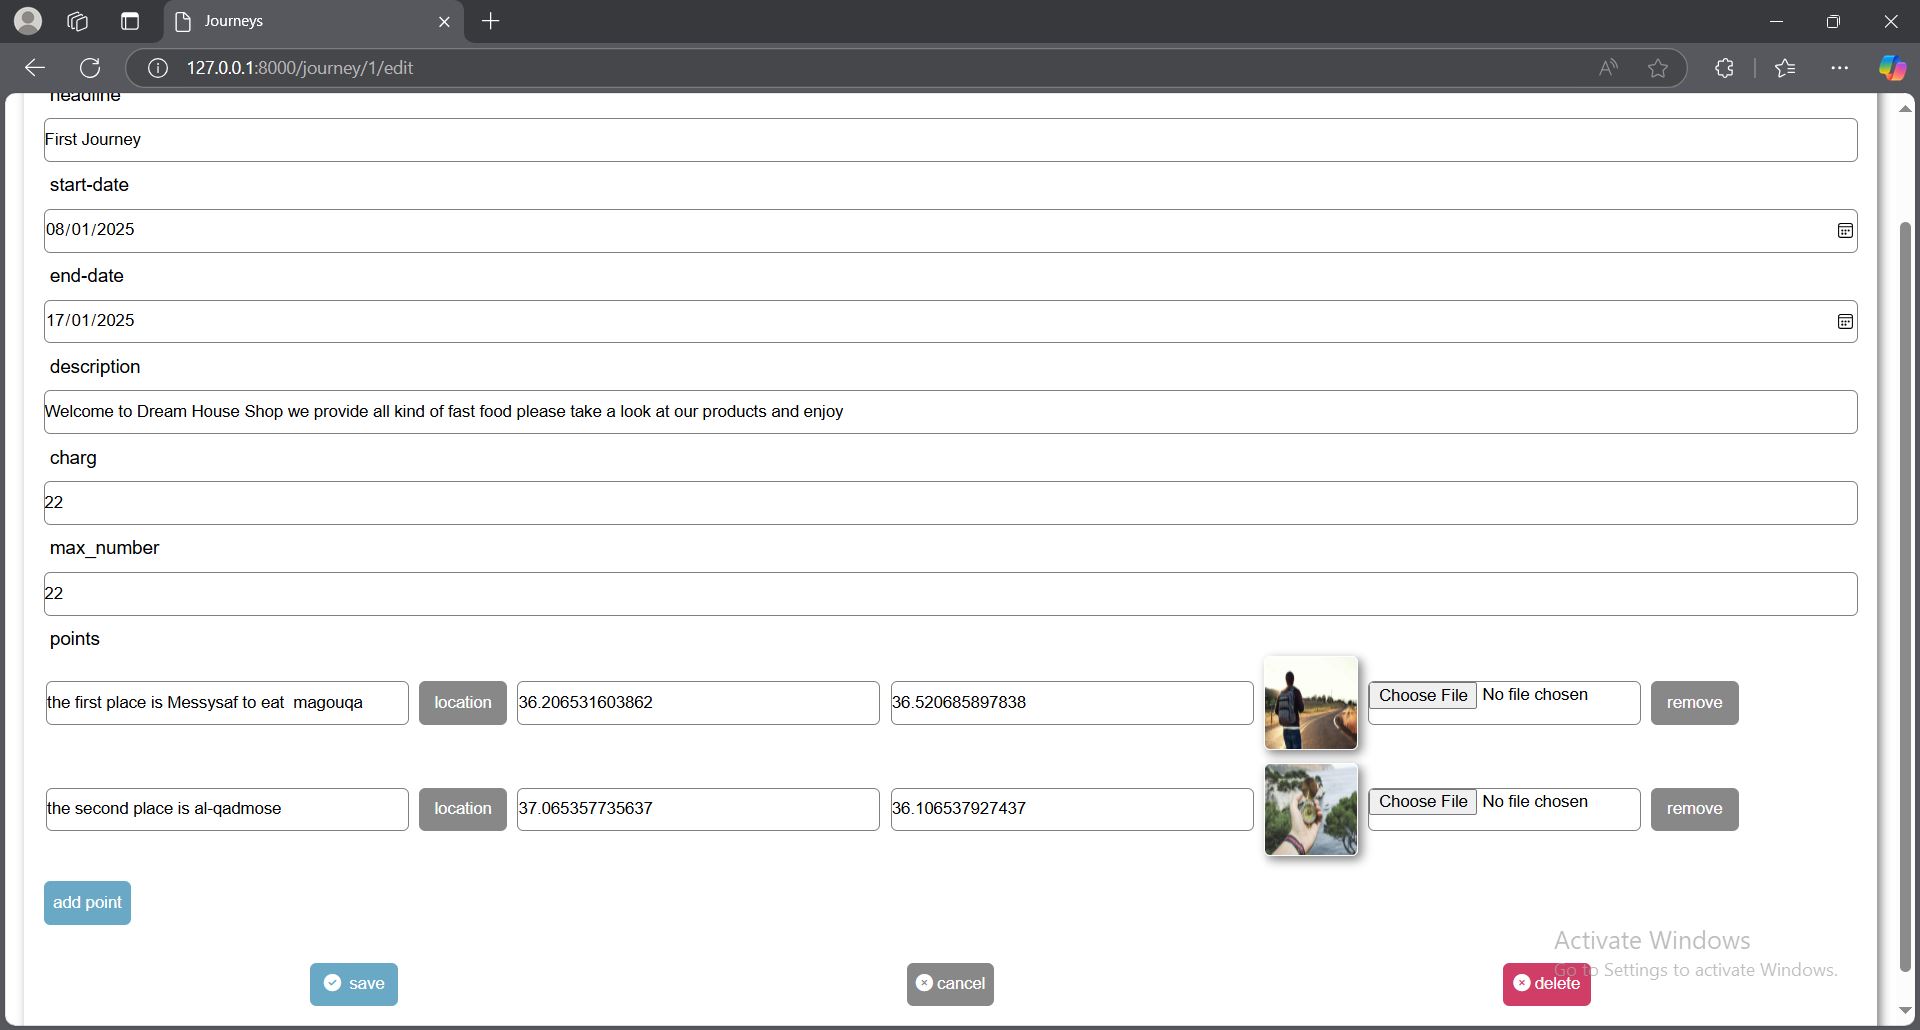 Journeys
127.0.0.1:8000/journey/1/edit
headline
First Journey
start-date
08/01/2025
end-date
17/01/2025
description
Welcome to Dream House Shop we provide all kind of fast food please take a look at our products and enjoy
charg
22
max_number
22
points
the first place is Messysaf to eat  magouqa location 36.206531603862 36.520685897838 Choose File No file chosen remove
the second place is al-qadmose location 37.065357735637 36.106537927437 Choose File No file chosen remove
add point
Activate Windows
Go to Settings to activate Windows.
save cancel delete